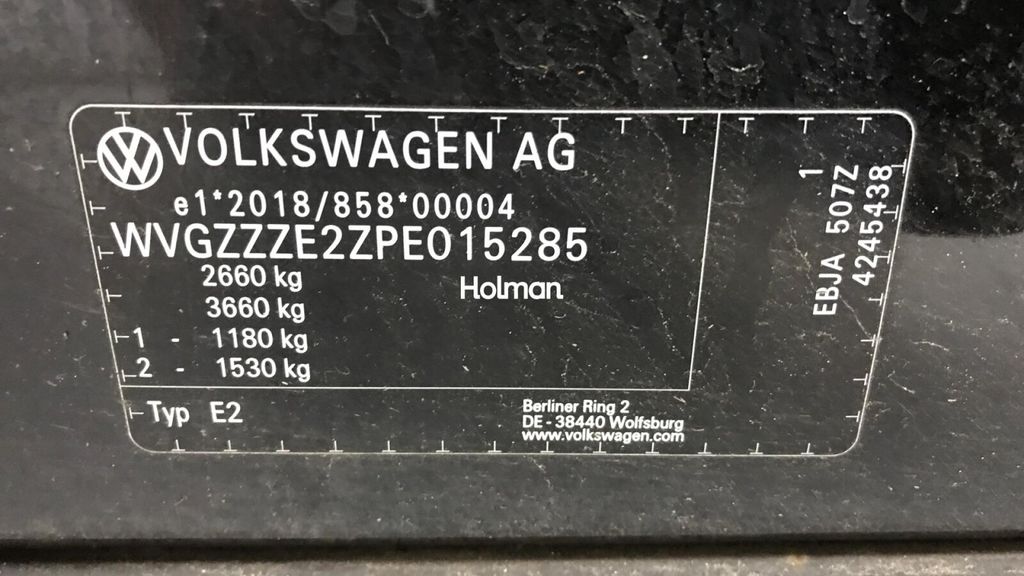 VOLKSWAGEN AG
e1*2018/858*00004
WVGZZZE2ZPE015285
2660 kg
3660 kg
1 - 1180 kg
2 - 1530 kg
Holman
Typ E2
Berliner Ring 2
DE - 38440 Wolfsburg
www.volkswagen.com
1
EBJA 507Z
4245438